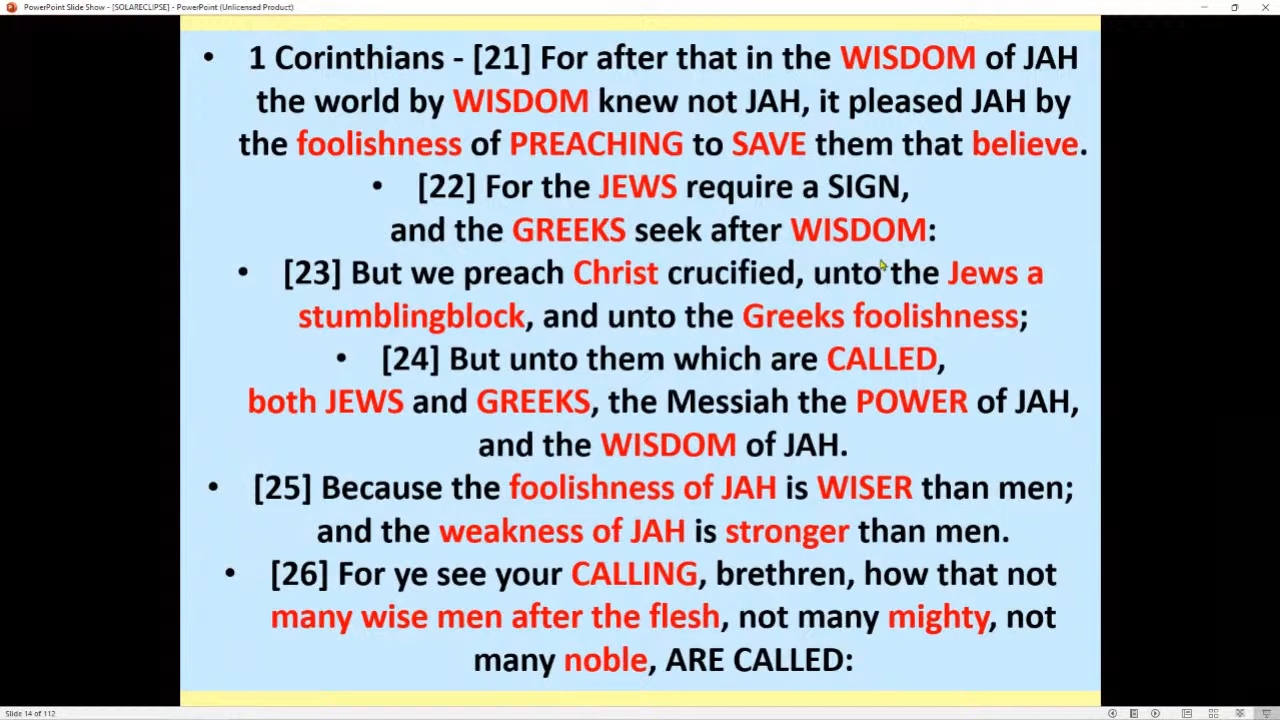 PowerPoint Slide Show - [SOLARECLIPSE] - PowerPoint (Unlicensed Product)
• 1 Corinthians - [21] For after that in the WISDOM of JAH
the world by WISDOM knew not JAH, it pleased JAH by
the foolishness of PREACHING to SAVE them that believe.
• [22] For the JEWS require a SIGN,
and the GREEKS seek after WISDOM:
• [23] But we preach Christ crucified, unto the Jews a
stumblingblock, and unto the Greeks foolishness;
• [24] But unto them which are CALLED,
both JEWS and GREEKS, the Messiah the POWER of JAH,
and the WISDOM of JAH.
• [25] Because the foolishness of JAH is WISER than men;
and the weakness of JAH is stronger than men.
• [26] For ye see your CALLING, brethren, how that not
many wise men after the flesh, not many mighty, not
many noble, ARE CALLED:
Slide 14 of 112